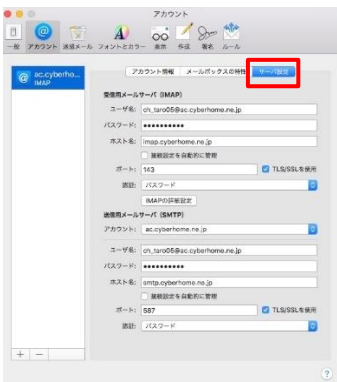 アカウント
一般 アカウント 迷惑メール フォントとカラー 表示 作成 署名 ルール
ac.cyberho...
IMAP
アカウント情報 メールボックスの特性 サーバ設定
受信用メールサーバ (IMAP)
ユーザ名: ch_taro05@ac.cyberhome.ne.jp
パスワード: ••••••••••
ホスト名: imap.cyberhome.ne.jp
接続設定を自動的に管理
ポート: 143 TLS/SSLを使用
認証: パスワード
IMAPの詳細設定
送信用メールサーバ (SMTP)
アカウント: ac.cyberhome.ne.jp
ユーザ名: ch_taro05@ac.cyberhome.ne.jp
パスワード: ••••••••••
ホスト名: smtp.cyberhome.ne.jp
接続設定を自動的に管理
ポート: 587 TLS/SSLを使用
認証: パスワード
+ −
?